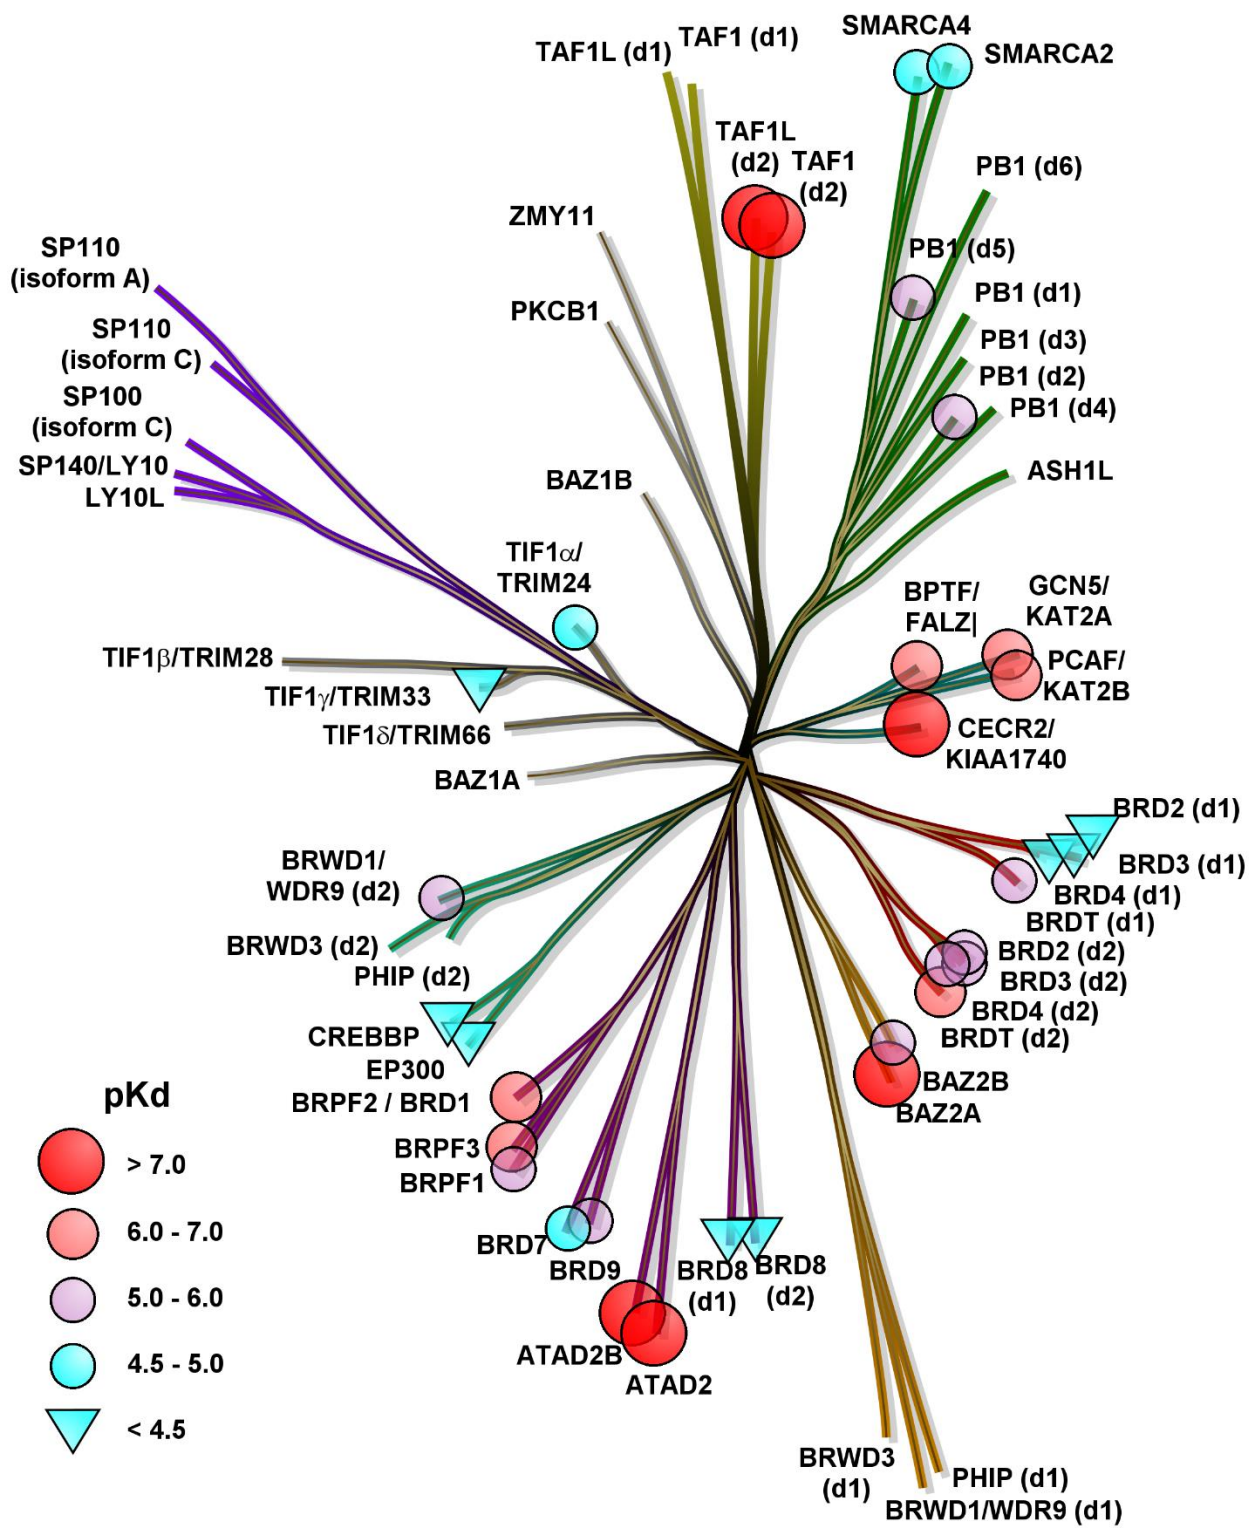 SMARCA4
TAF1L (d1)
TAF1 (d1)
SMARCA2
TAF1L
(d2)
TAF1
(d2)
PB1 (d6)
ZMY11
PB1 (d5)
SP110
(isoform A)
PB1 (d1)
PKCB1
SP110
(isoform C)
PB1 (d3)
PB1 (d2)
SP100
(isoform C)
PB1 (d4)
SP140/LY10
ASH1L
BAZ1B
LY10L
TIF1α/
TRIM24
BPTF/
FALZ|
GCN5/
KAT2A
TIF1β/TRIM28
PCAF/
KAT2B
TIF1γ/TRIM33
TIF1δ/TRIM66
CECR2/
KIAA1740
BAZ1A
BRD2 (d1)
BRWD1/
WDR9 (d2)
BRD3 (d1)
BRD4 (d1)
BRDT (d1)
BRWD3 (d2)
BRD2 (d2)
PHIP (d2)
BRD3 (d2)
BRD4 (d2)
CREBBP
BRDT (d2)
EP300
BAZ2B
BRPF2 / BRD1
BAZ2A
pKd
BRPF3
> 7.0
BRPF1
6.0 - 7.0
BRD7
BRD9
BRD8
(d1)
BRD8
(d2)
5.0 - 6.0
ATAD2B
4.5 - 5.0
ATAD2
< 4.5
BRWD3
(d1)
PHIP (d1)
BRWD1/WDR9 (d1)